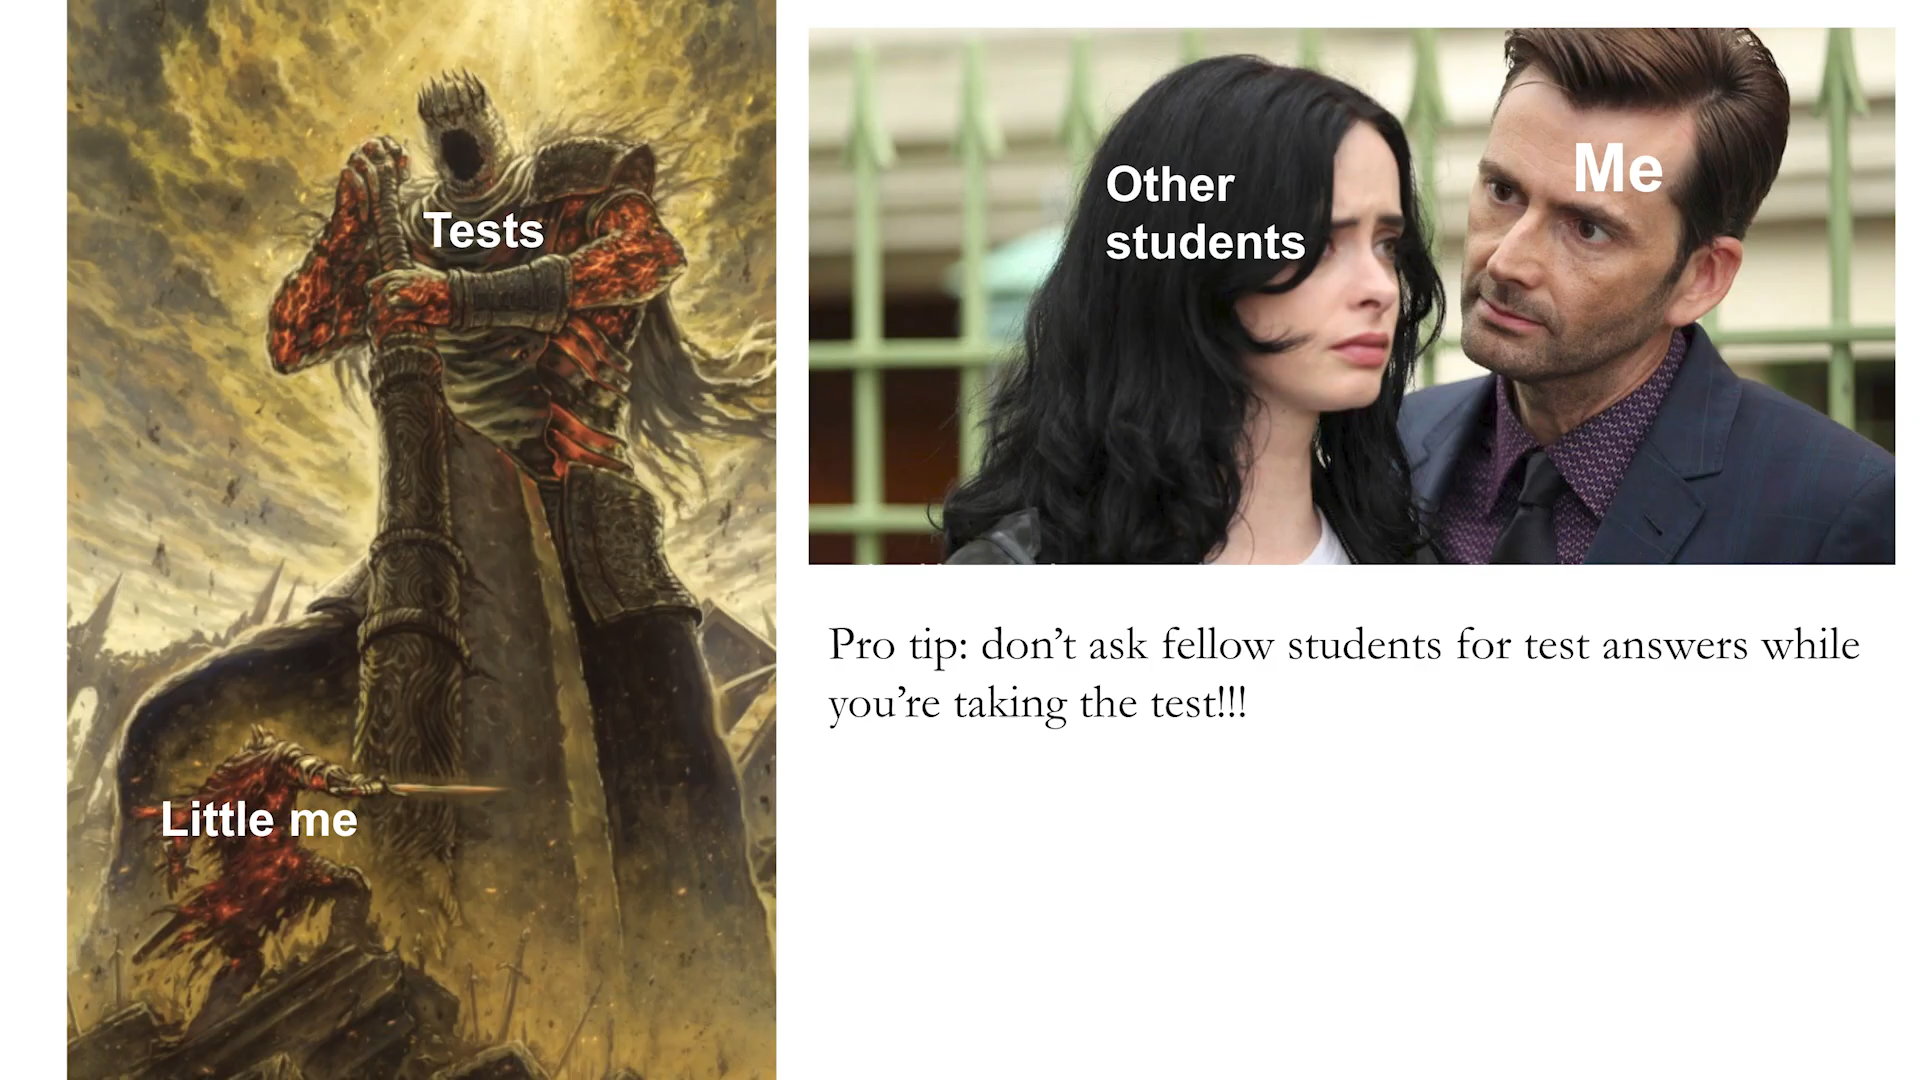 Tests
Little me
Other
students
Me
Pro tip: don’t ask fellow students for test answers while
you’re taking the test!!!